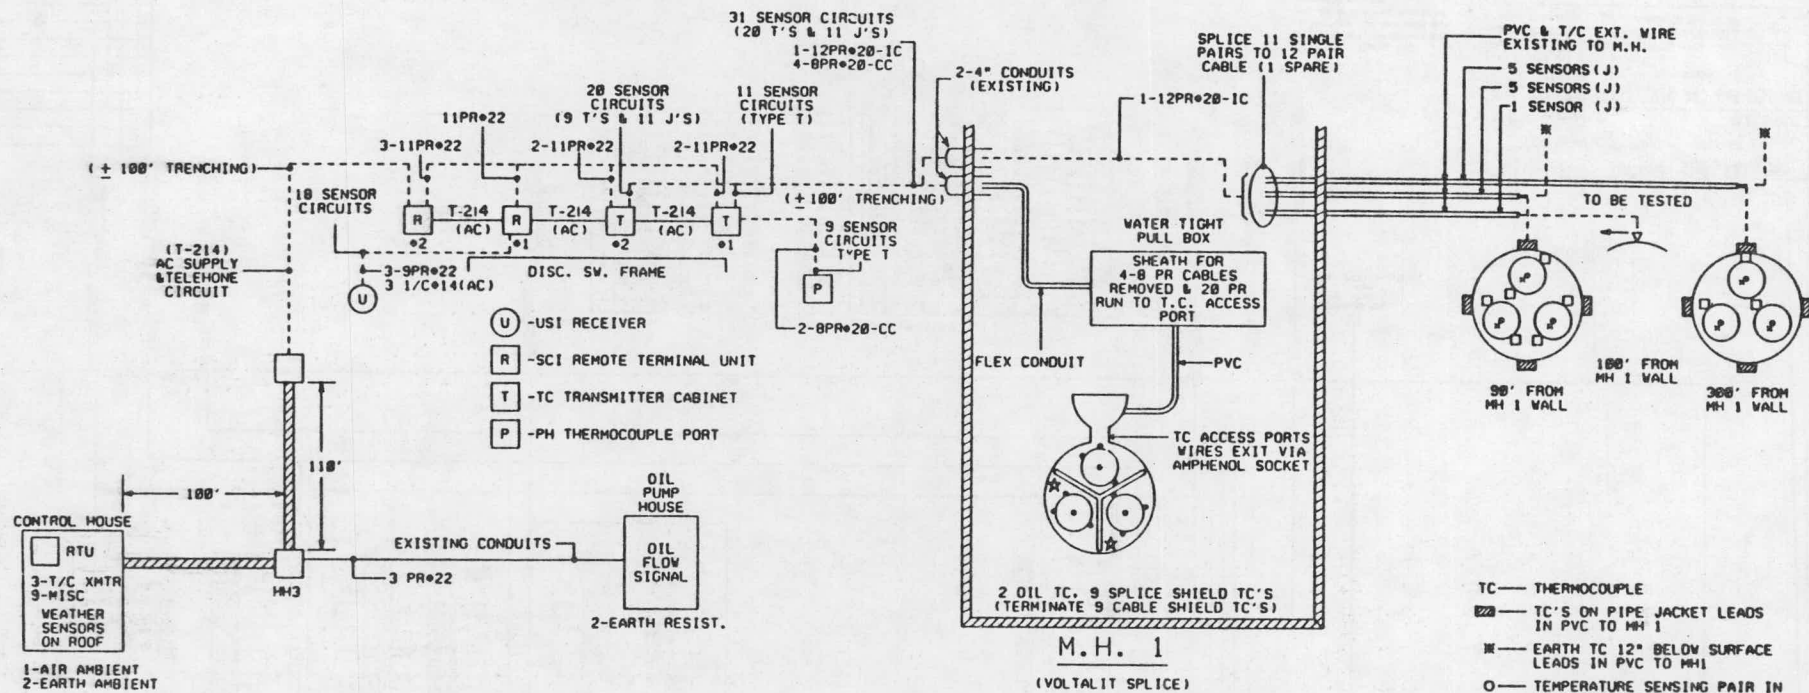 31 SENSOR CIRCUITS
(20 T'S & 11 J'S)
1-12PR#20-IC
4-8PR#20-CC
SPLICE 11 SINGLE
PAIRS TO 12 PAIR
CABLE (1 SPARE)
PVC & T/C EXT. WIRE
EXISTING TO M.H.
5 SENSORS(J)
5 SENSORS(J)
1 SENSOR (J)
2-4" CONDUITS
(EXISTING)
1-12PR#20-IC
20 SENSOR
CIRCUITS
(9 T'S & 11 J'S)
11 SENSOR
CIRCUITS
(TYPE T)
11PR#22
3-11PR#22
2-11PR#22
2-11PR#22
(± 100' TRENCHING)
18 SENSOR
CIRCUITS
(±100' TRENCHING)
TO BE TESTED
R
T-214
(AC)
R
T-214
(AC)
T
T-214
(AC)
T
#2
#1
#2
#1
DISC. SW. FRAME
9 SENSOR
CIRCUITS
TYPE T
P
2-8PR#20-CC
(T-214)
AC SUPPLY
&TELEHONE
CIRCUIT
3-9PR#22
3 1/C#14(AC)
U
U -USI RECEIVER
R -SCI REMOTE TERMINAL UNIT
T -TC TRANSMITTER CABINET
P -PH THERMOCOUPLE PORT
WATER TIGHT
PULL BOX
SHEATH FOR
4-8 PR CABLES
REMOVED & 20 PR
RUN TO T.C. ACCESS
PORT
FLEX CONDUIT
PVC
TC ACCESS PORTS
WIRES EXIT VIA
AMPHENOL SOCKET
90' FROM
MH 1 WALL
100' FROM
MH 1 WALL
300' FROM
MH 1 WALL
110'
100'
CONTROL HOUSE
RTU
3-T/C XMTR
9-MISC
WEATHER
SENSORS
ON ROOF
1-AIR AMBIENT
2-EARTH AMBIENT
HH3
EXISTING CONDUITS
3 PR#22
OIL
PUMP
HOUSE
OIL
FLOW
SIGNAL
2-EARTH RESIST.
2 OIL TC. 9 SPLICE SHIELD TC'S
(TERMINATE 9 CABLE SHIELD TC'S)
M.H. 1
(VOLTALIT SPLICE)
TC — THERMOCOUPLE
— TC'S ON PIPE JACKET LEADS
IN PVC TO MH 1
— EARTH TC 12" BELOW SURFACE
LEADS IN PVC TO MH1
O — TEMPERATURE SENSING PAIR IN